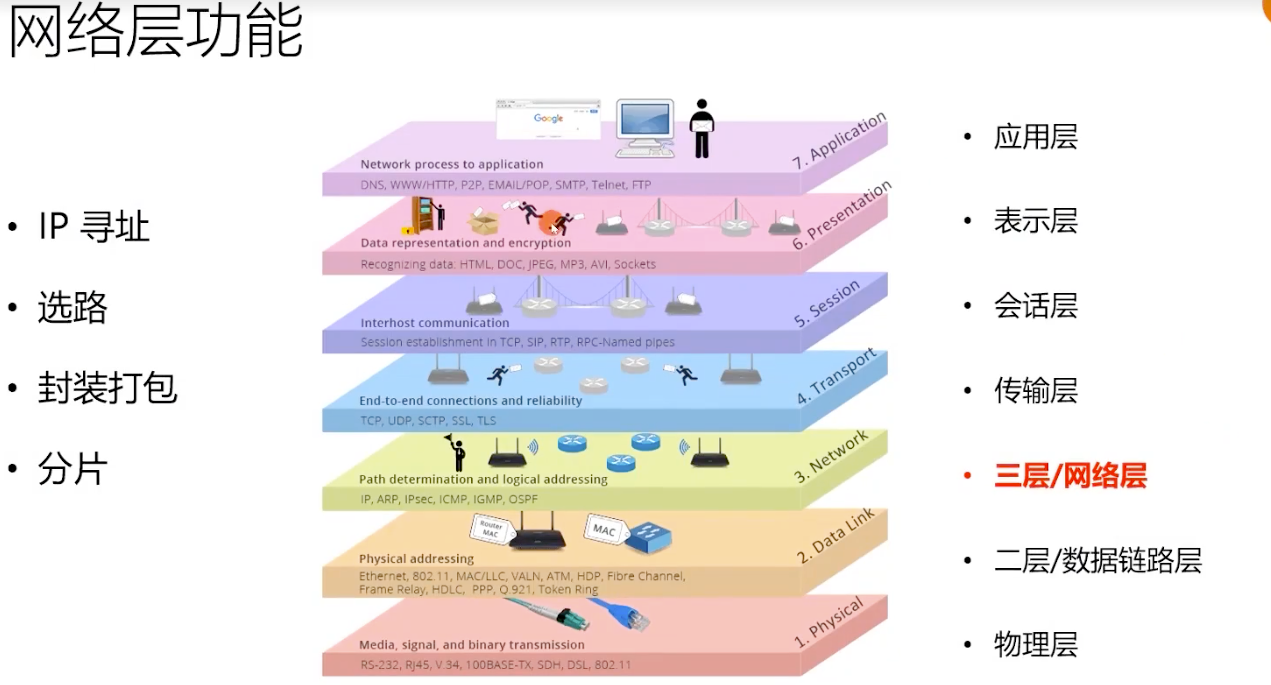 网络层功能
• IP 寻址
• 选路
• 封装打包
• 分片
Google
7. Application
Network process to application
DNS, WWW/HTTP, P2P, EMAIL/POP, SMTP, Telnet, FTP
6. Presentation
Data representation and encryption
Recognizing data: HTML, DOC, JPEG, MP3, AVI, Sockets
5. Session
Interhost communication
Session establishment in TCP, SIP, RTP, RPC-Named pipes
4. Transport
End-to-end connections and reliability
TCP, UDP, SCTP, SSL, TLS
3. Network
Path determination and logical addressing
IP, ARP, IPsec, ICMP, IGMP, OSPF
Router
MAC
MAC
2. Data Link
Physical addressing
Ethernet, 802.11, MAC/LLC, VALN, ATM, HDP, Fibre Channel,
Frame Relay, HDLC, PPP, Q.921, Token Ring
1. Physical
Media, signal, and binary transmission
RS-232, RJ45, V.34, 100BASE-TX, SDH, DSL, 802.11
• 应用层
• 表示层
• 会话层
• 传输层
• 三层/网络层
• 二层/数据链路层
• 物理层